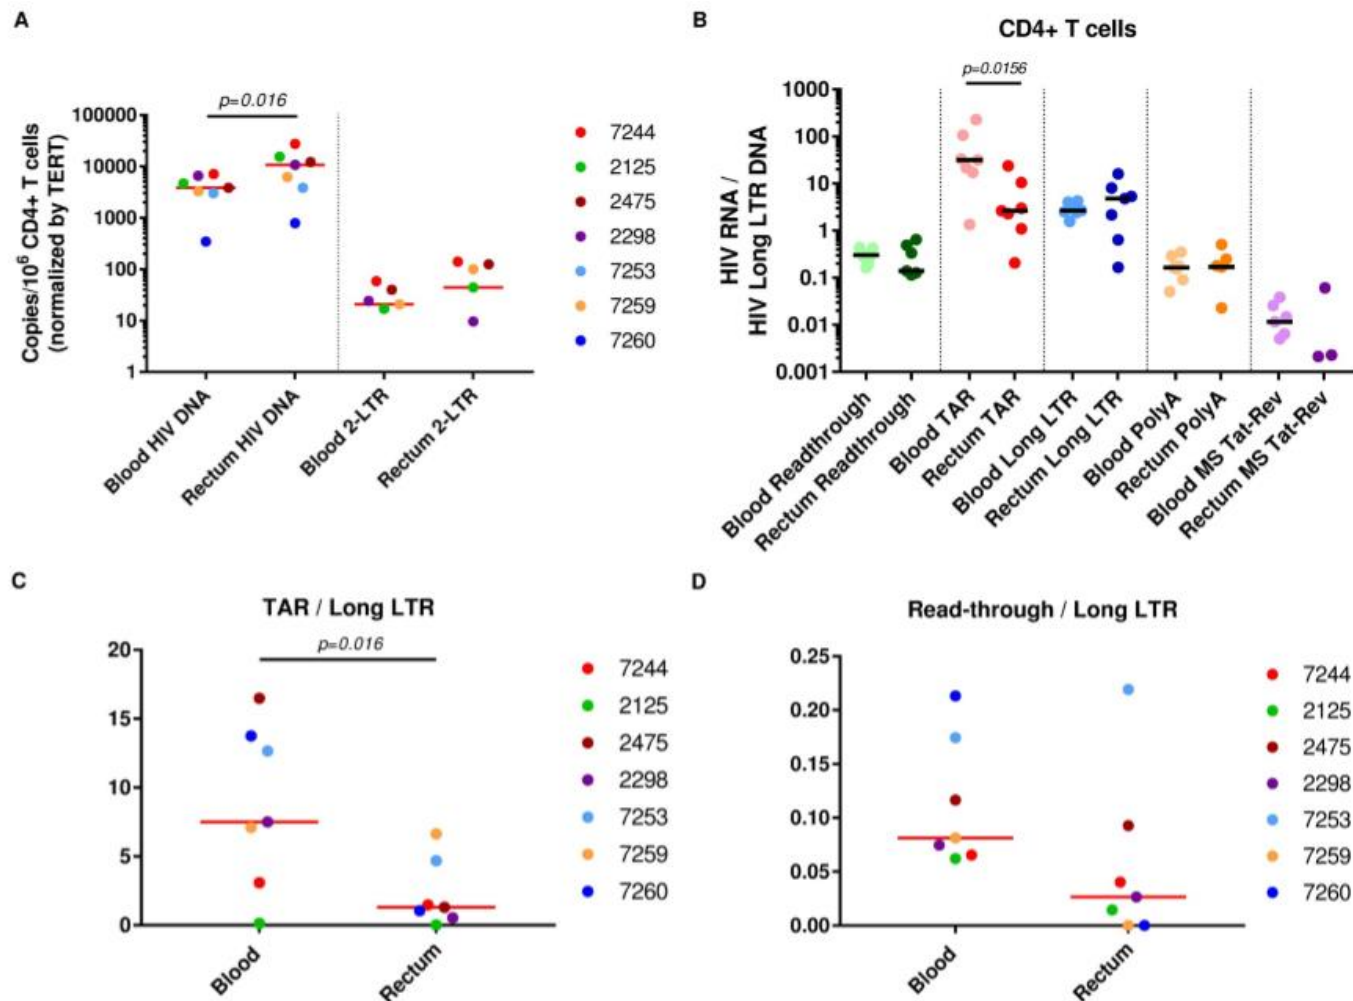 A
p=0.016
100000
10000
1000
100
10
1
Copies/10⁶ CD4+ T cells
(normalized by TERT)
Blood HIV DNA
Rectum HIV DNA
Blood 2-LTR
Rectum 2-LTR
7244
2125
2475
2298
7253
7259
7260
B
CD4+ T cells
p=0.0156
1000
100
10
1
0.1
0.01
0.001
HIV RNA /
HIV Long LTR DNA
Blood Readthrough
Rectum Readthrough
Blood TAR
Rectum TAR
Blood Long LTR
Rectum Long LTR
Blood PolyA
Rectum PolyA
Blood MS Tat-Rev
Rectum MS Tat-Rev
C
TAR / Long LTR
p=0.016
20
15
10
5
0
Blood
Rectum
7244
2125
2475
2298
7253
7259
7260
D
Read-through / Long LTR
0.25
0.20
0.15
0.10
0.05
0.00
Blood
Rectum
7244
2125
2475
2298
7253
7259
7260